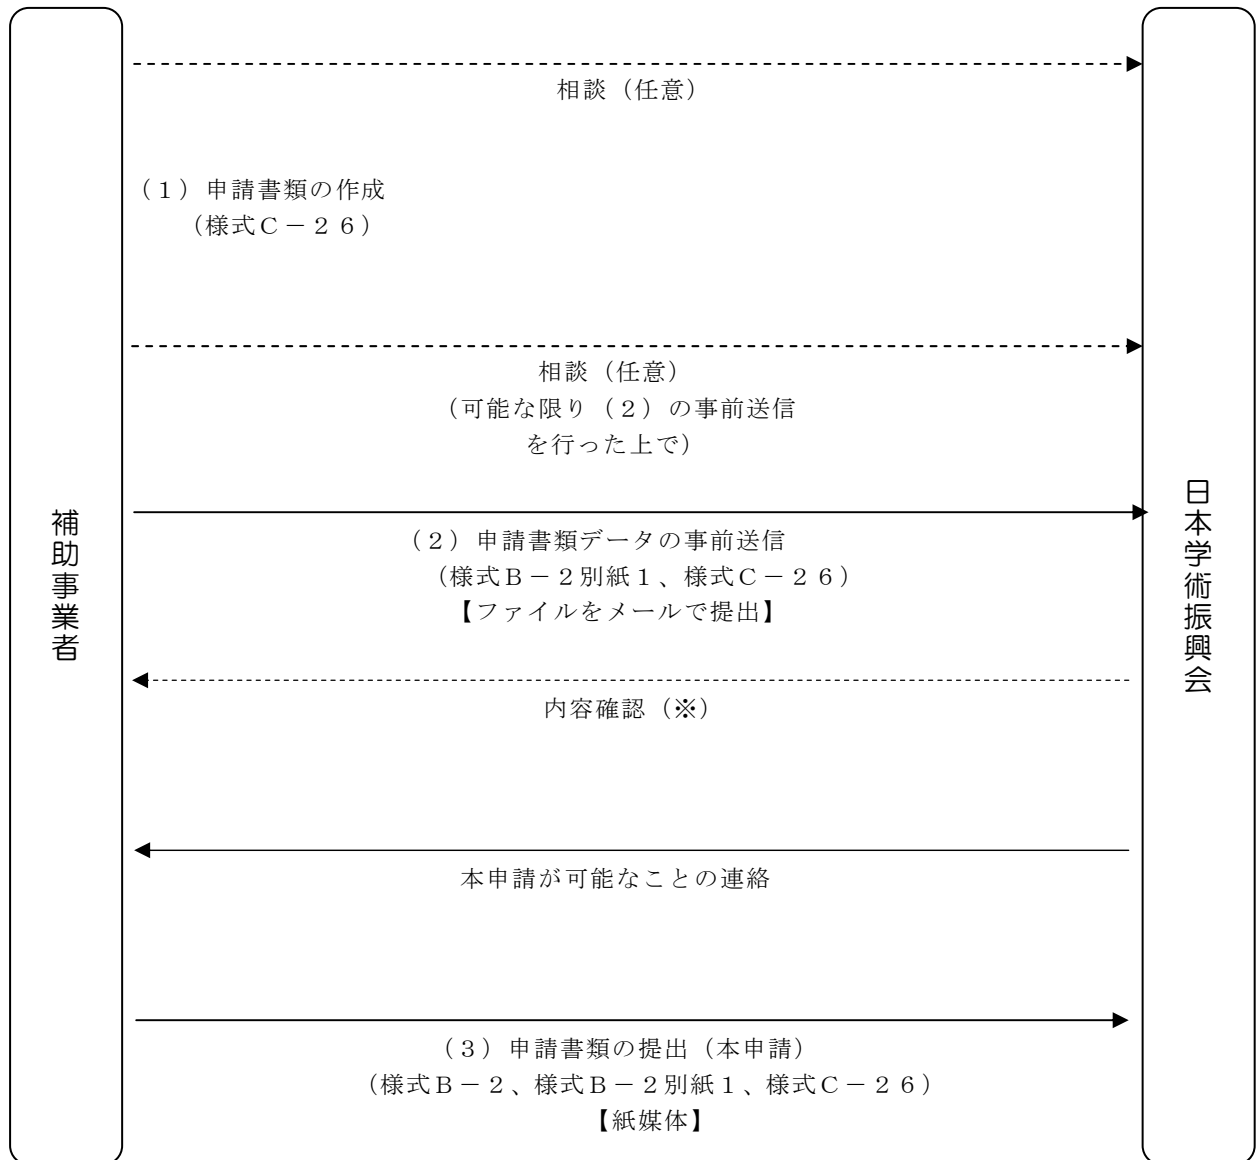 相談（任意）
（１）申請書類の作成
（様式Ｃ－２６）
相談（任意）
（可能な限り（２）の事前送信
を行った上で）
補助事業者
日本学術振興会
（２）申請書類データの事前送信
（様式Ｂ－２別紙１、様式Ｃ－２６）
【ファイルをメールで提出】
内容確認（※）
本申請が可能なことの連絡
（３）申請書類の提出（本申請）
（様式Ｂ－２、様式Ｂ－２別紙１、様式Ｃ－２６）
【紙媒体】